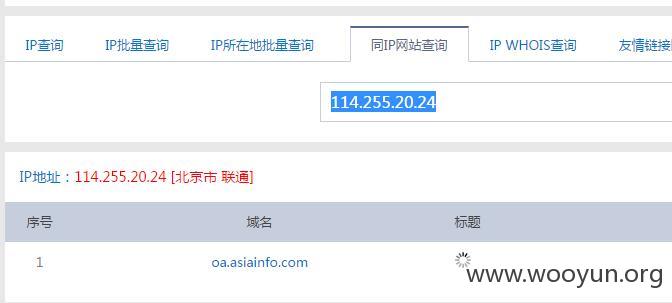 IP查询 IP批量查询 IP所在地批量查询 同IP网站查询 IP WHOIS查询 友情链接
114.255.20.24
IP地址：114.255.20.24 [北京市 联通]
序号 域名 标题
1 oa.asiainfo.com
www.wooyun.org